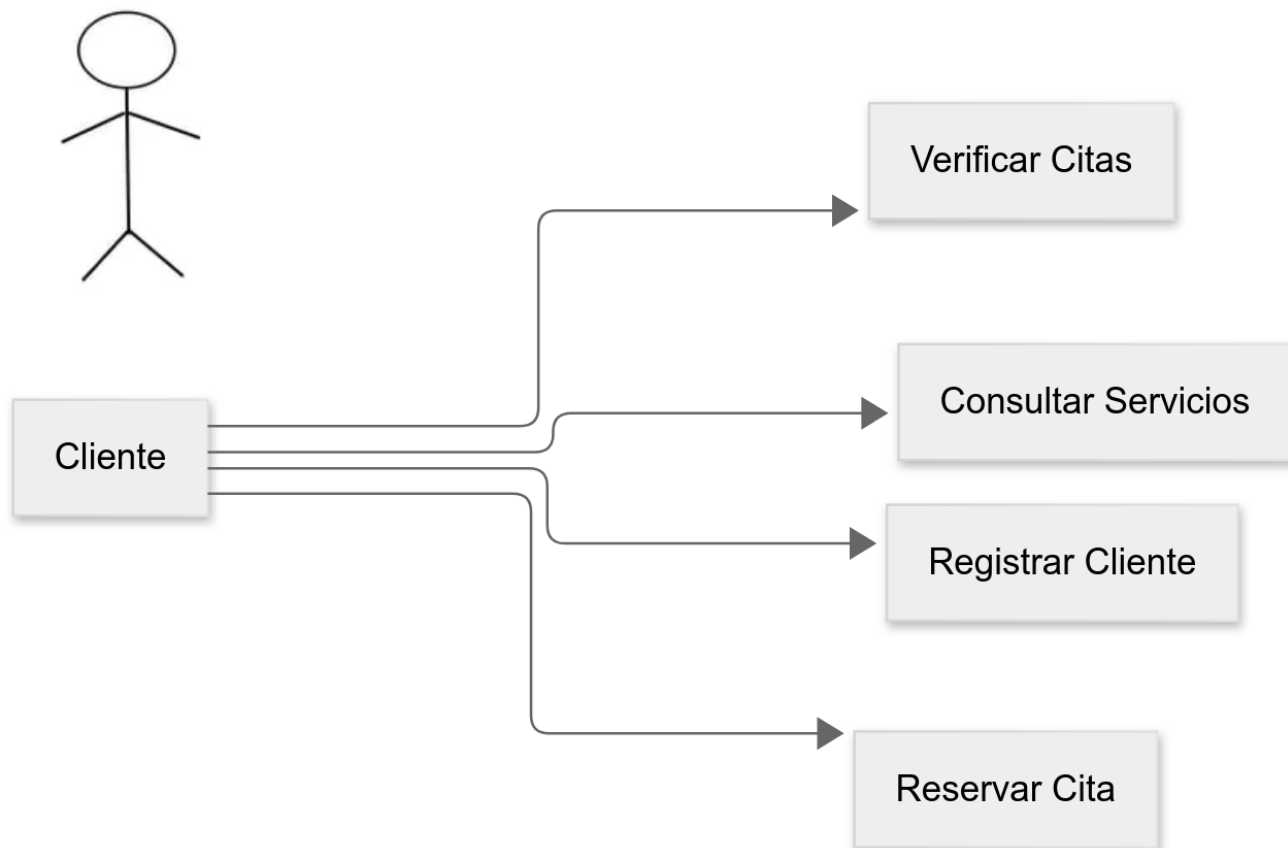 Verificar Citas
Consultar Servicios
Cliente
Registrar Cliente
Reservar Cita